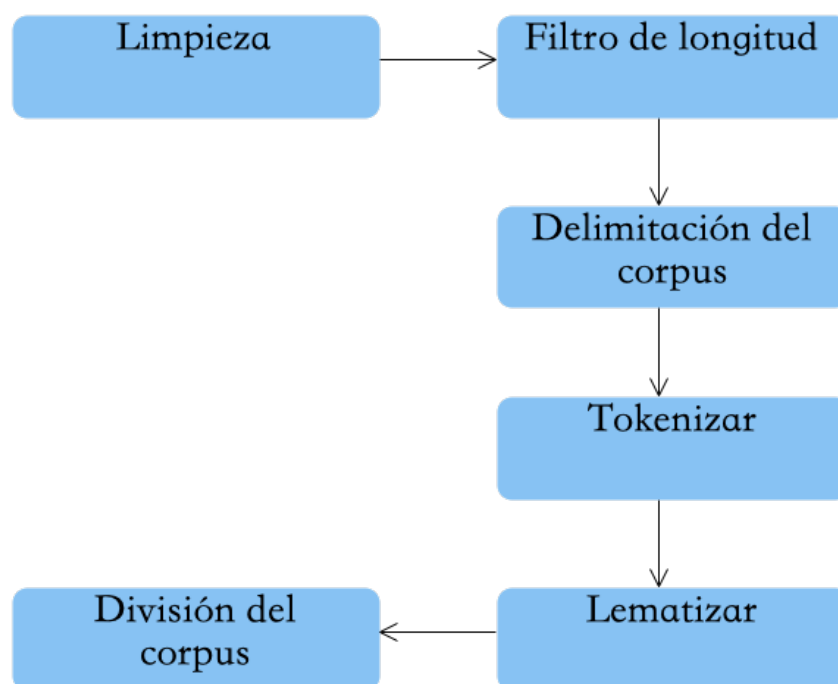 Limpieza
Filtro de longitud
Delimitación del
corpus
Tokenizar
Lematizar
División del
corpus